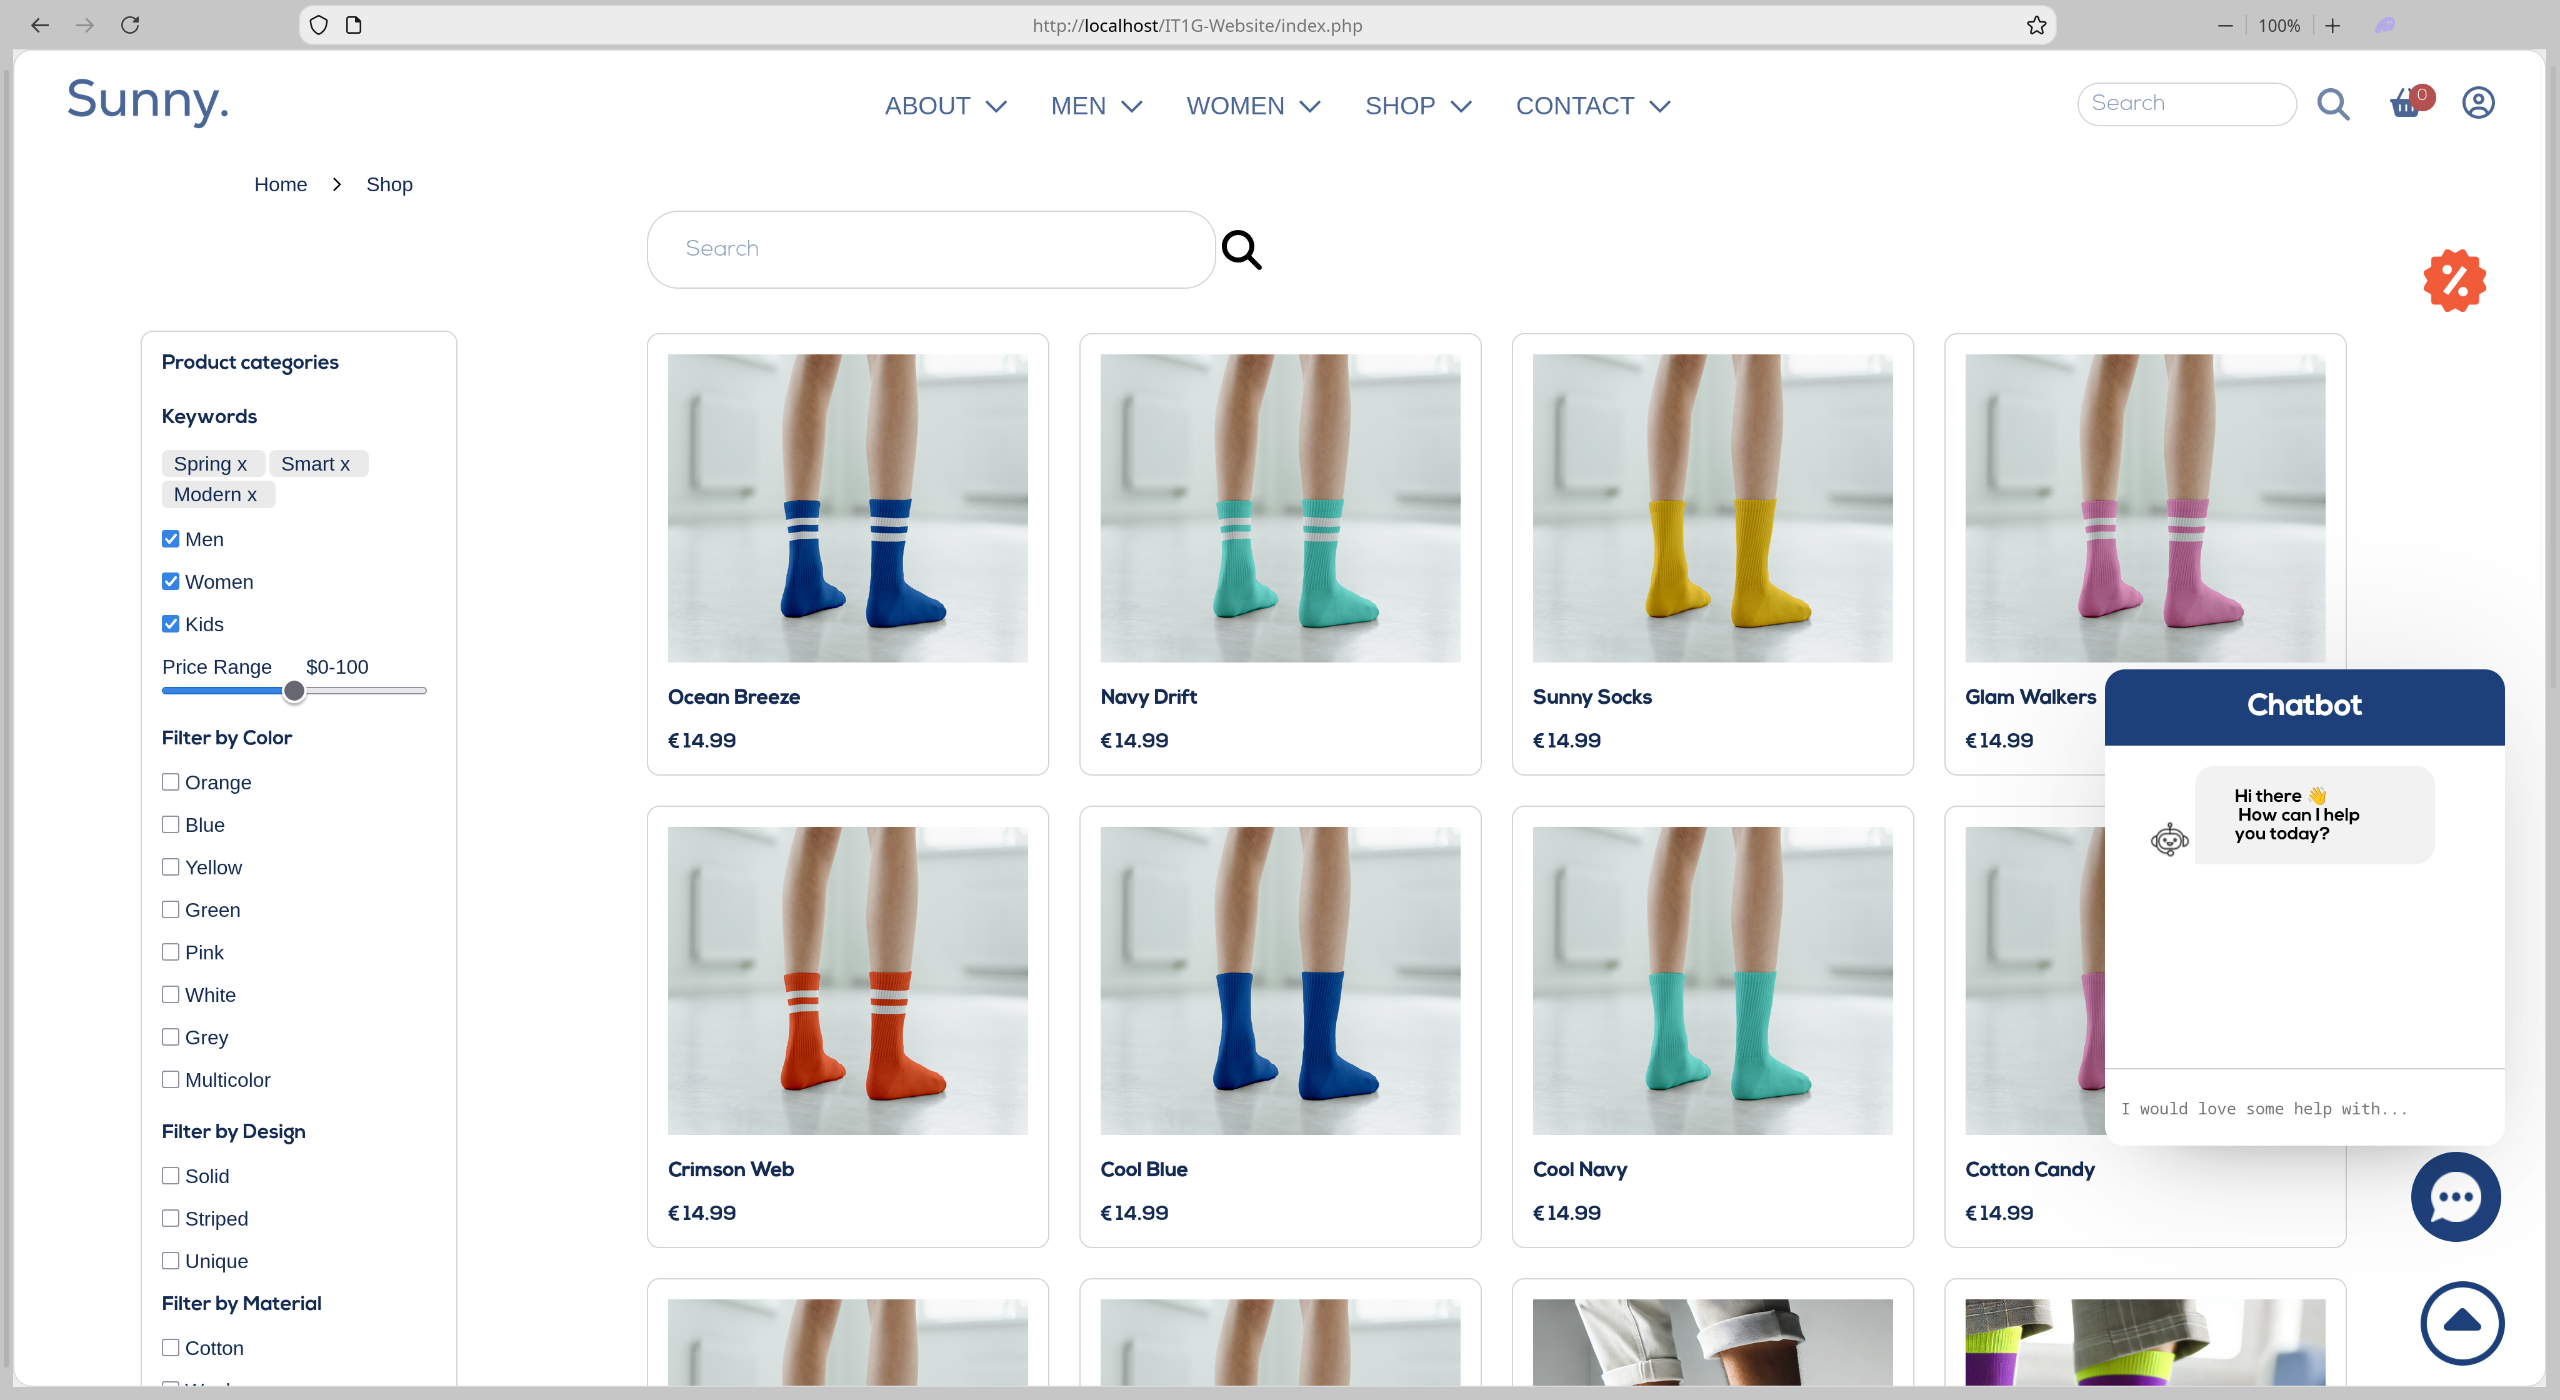 http://localhost/IT1G-Website/index.php
100%
Sunny.
ABOUT MEN WOMEN SHOP CONTACT
Search
0
Home > Shop
Search
Product categories
Keywords
Spring x Smart x
Modern x
Men
Women
Kids
Price Range $0-100
Filter by Color
Orange
Blue
Yellow
Green
Pink
White
Grey
Multicolor
Filter by Design
Solid
Striped
Unique
Filter by Material
Cotton
Ocean Breeze
€ 14.99
Navy Drift
€ 14.99
Sunny Socks
€ 14.99
Glam Walkers
€ 14.99
Crimson Web
€ 14.99
Cool Blue
€ 14.99
Cool Navy
€ 14.99
Cotton Candy
€ 14.99
Chatbot
Hi there 👋
How can I help
you today?
I would love some help with...